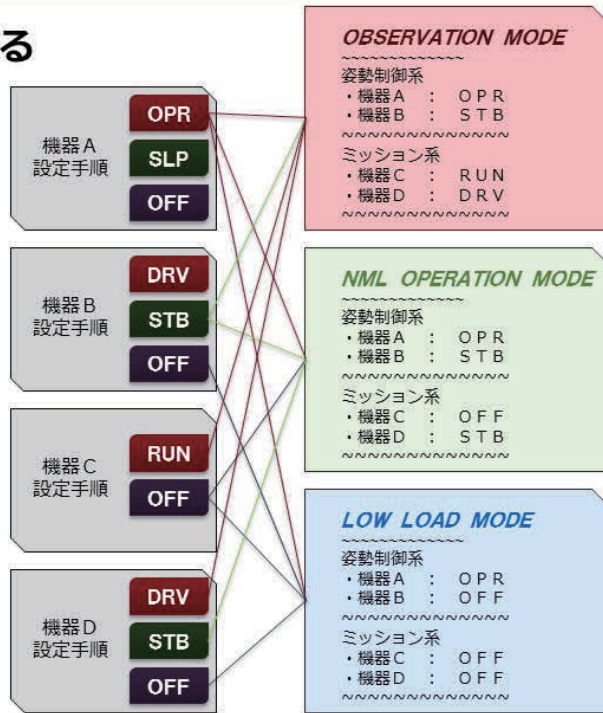 る
機器A
設定手順
OPR
SLP
OFF
機器B
設定手順
DRV
STB
OFF
機器C
設定手順
RUN
OFF
機器D
設定手順
DRV
STB
OFF
OBSERVATION MODE
~~~~~~~~~~~~~
姿勢制御系
・機器A : OPR
・機器B : STB
~~~~~~~~~~~~~
ミッション系
・機器C : RUN
・機器D : DRV
~~~~~~~~~~~~~
NML OPERATION MODE
~~~~~~~~~~~~~
姿勢制御系
・機器A : OPR
・機器B : STB
~~~~~~~~~~~~~
ミッション系
・機器C : OFF
・機器D : STB
~~~~~~~~~~~~~
LOW LOAD MODE
~~~~~~~~~~~~~
姿勢制御系
・機器A : OPR
・機器B : OFF
~~~~~~~~~~~~~
ミッション系
・機器C : OFF
・機器D : OFF
~~~~~~~~~~~~~